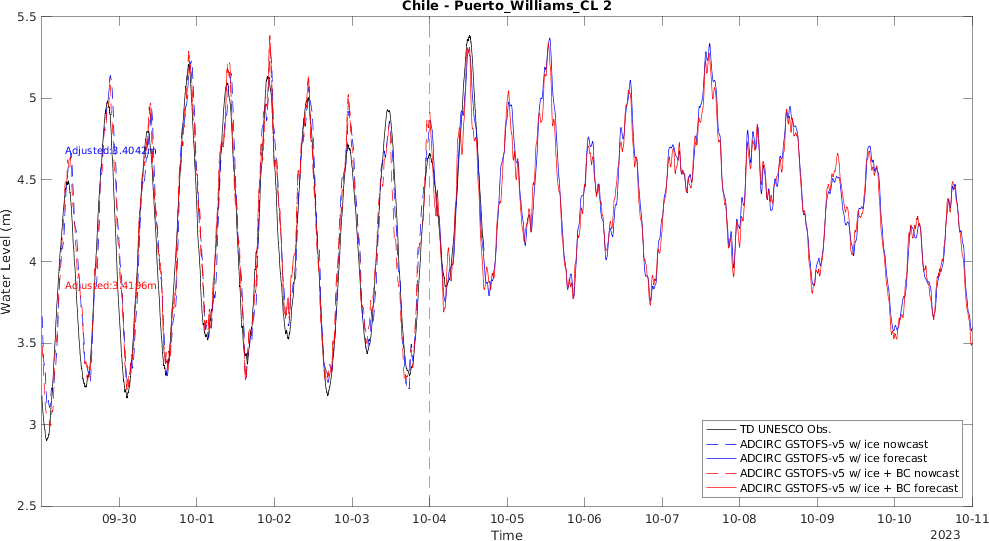 Chile - Puerto_Williams_CL 2
5.5
5
4.5
4
3.5
3
2.5
Water Level (m)
Adjusted:3.4042m
Adjusted:3.4196m
TD UNESCO Obs.
ADCIRC GSTOFS-v5 w/ ice nowcast
ADCIRC GSTOFS-v5 w/ ice forecast
ADCIRC GSTOFS-v5 w/ ice + BC nowcast
ADCIRC GSTOFS-v5 w/ ice + BC forecast
09-30 10-01 10-02 10-03 10-04 10-05 10-06 10-07 10-08 10-09 10-10 10-11
Time
2023